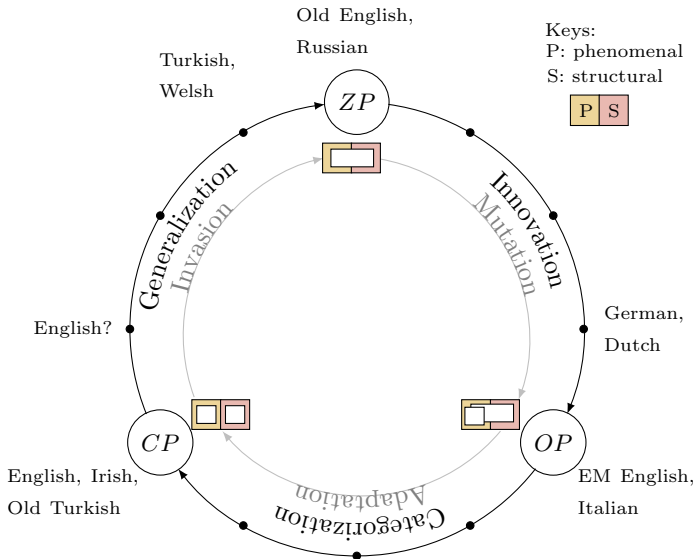 Old English,
Russian
Keys:
P: phenomenal
S: structural
P S
Turkish,
Welsh
ZP
Generalization
Invasion
Innovation
Mutation
English?
German,
Dutch
CP
OP
English, Irish,
Old Turkish
EM English,
Italian
Adaptation
Categorization